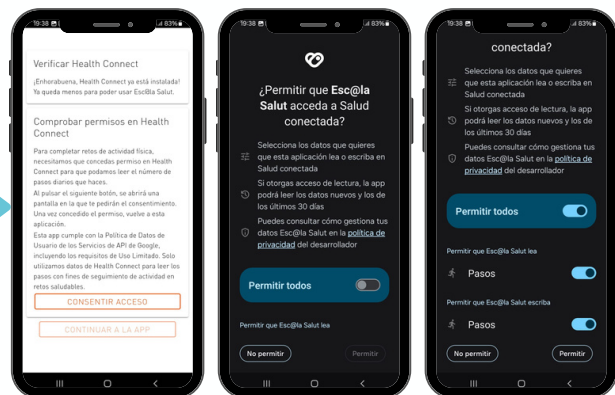 19:38
83%
Verificar Health Connect
¡Enhorabuena, Health Connect ya está instalada!
Ya queda menos para poder usar Esc@la Salut.
Comprobar permisos en Health
Connect
Para completar retos de actividad física,
necesitamos que concedas permiso en Health
Connect para que podamos leer el número de
pasos diarios que haces.
Al pulsar el siguiente botón, se abrirá una
pantalla en la que te pedirán el consentimiento.
Una vez concedido el permiso, vuelve a esta
aplicación.
Esta app cumple con la Política de Datos de
Usuario de los Servicios de API de Google,
incluyendo los requisitos de Uso Limitado. Solo
utilizamos datos de Health Connect para leer los
pasos con fines de seguimiento de actividad en
retos saludables.
CONSENTIR ACCESO
CONTINUAR A LA APP
19:38
83%
¿Permitir que Esc@la
Salut acceda a Salud
conectada?
Selecciona los datos que quieres
que esta aplicación lea o escriba en
Salud conectada
Si otorgas acceso de lectura, la app
podrá leer los datos nuevos y los de
los últimos 30 días
Puedes consultar cómo gestiona tus
datos Esc@la Salut en la política de
privacidad del desarrollador
Permitir todos
Permitir que Esc@la Salut lea
No permitir
Permitir
19:38
83%
conectada?
Selecciona los datos que quieres
que esta aplicación lea o escriba en
Salud conectada
Si otorgas acceso de lectura, la app
podrá leer los datos nuevos y los de
los últimos 30 días
Puedes consultar cómo gestiona tus
datos Esc@la Salut en la política de
privacidad del desarrollador
Permitir todos
Permitir que Esc@la Salut lea
Pasos
Permitir que Esc@la Salut escriba
Pasos
No permitir
Permitir